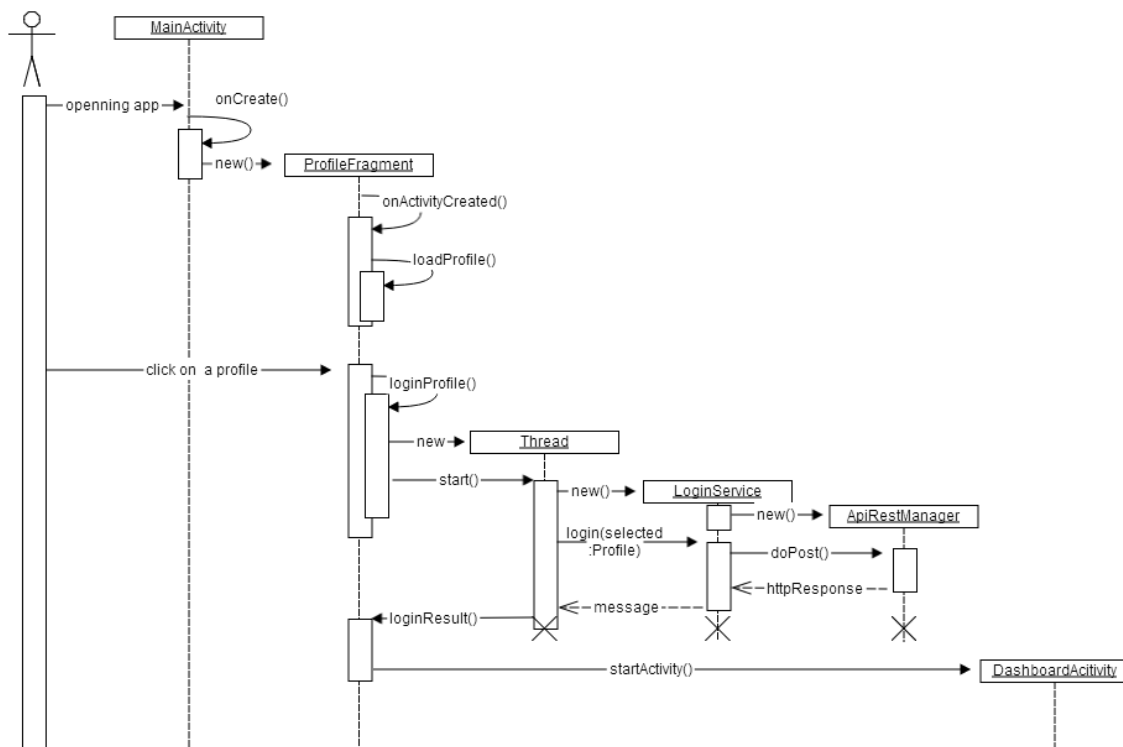 MainActivity
openning app
onCreate()
new()
ProfileFragment
onActivityCreated()
loadProfile()
click on a profile
loginProfile()
new
Thread
start()
new()
LoginService
new()
ApiRestManager
login(selected
:Profile)
doPost()
httpResponse
message
loginResult()
startActivity()
DashboardAcitivity